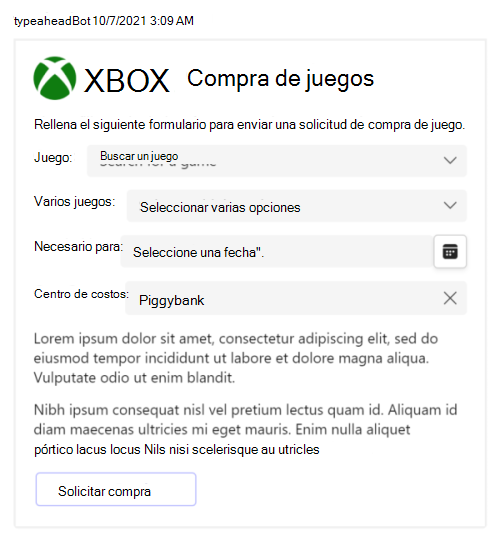 typeaheadBot 10/7/2021 3:09 AM
XBOX Compra de juegos
Rellena el siguiente formulario para enviar una solicitud de compra de juego.
Juego: Buscar un juego
Search for a game
Varios juegos: Seleccionar varias opciones
Necesario para: Seleccione una fecha".
Centro de costos: Piggybank
Lorem ipsum dolor sit amet, consectetur adipiscing elit, sed do
eiusmod tempor incididunt ut labore et dolore magna aliqua.
Vulputate odio ut enim blandit.
Nibh ipsum consequat nisl vel pretium lectus quam id. Aliquam id
diam maecenas ultricies mi eget mauris. Enim nulla aliquet
pórtico lacus locus Nils nisi scelerisque au utricles
Solicitar compra